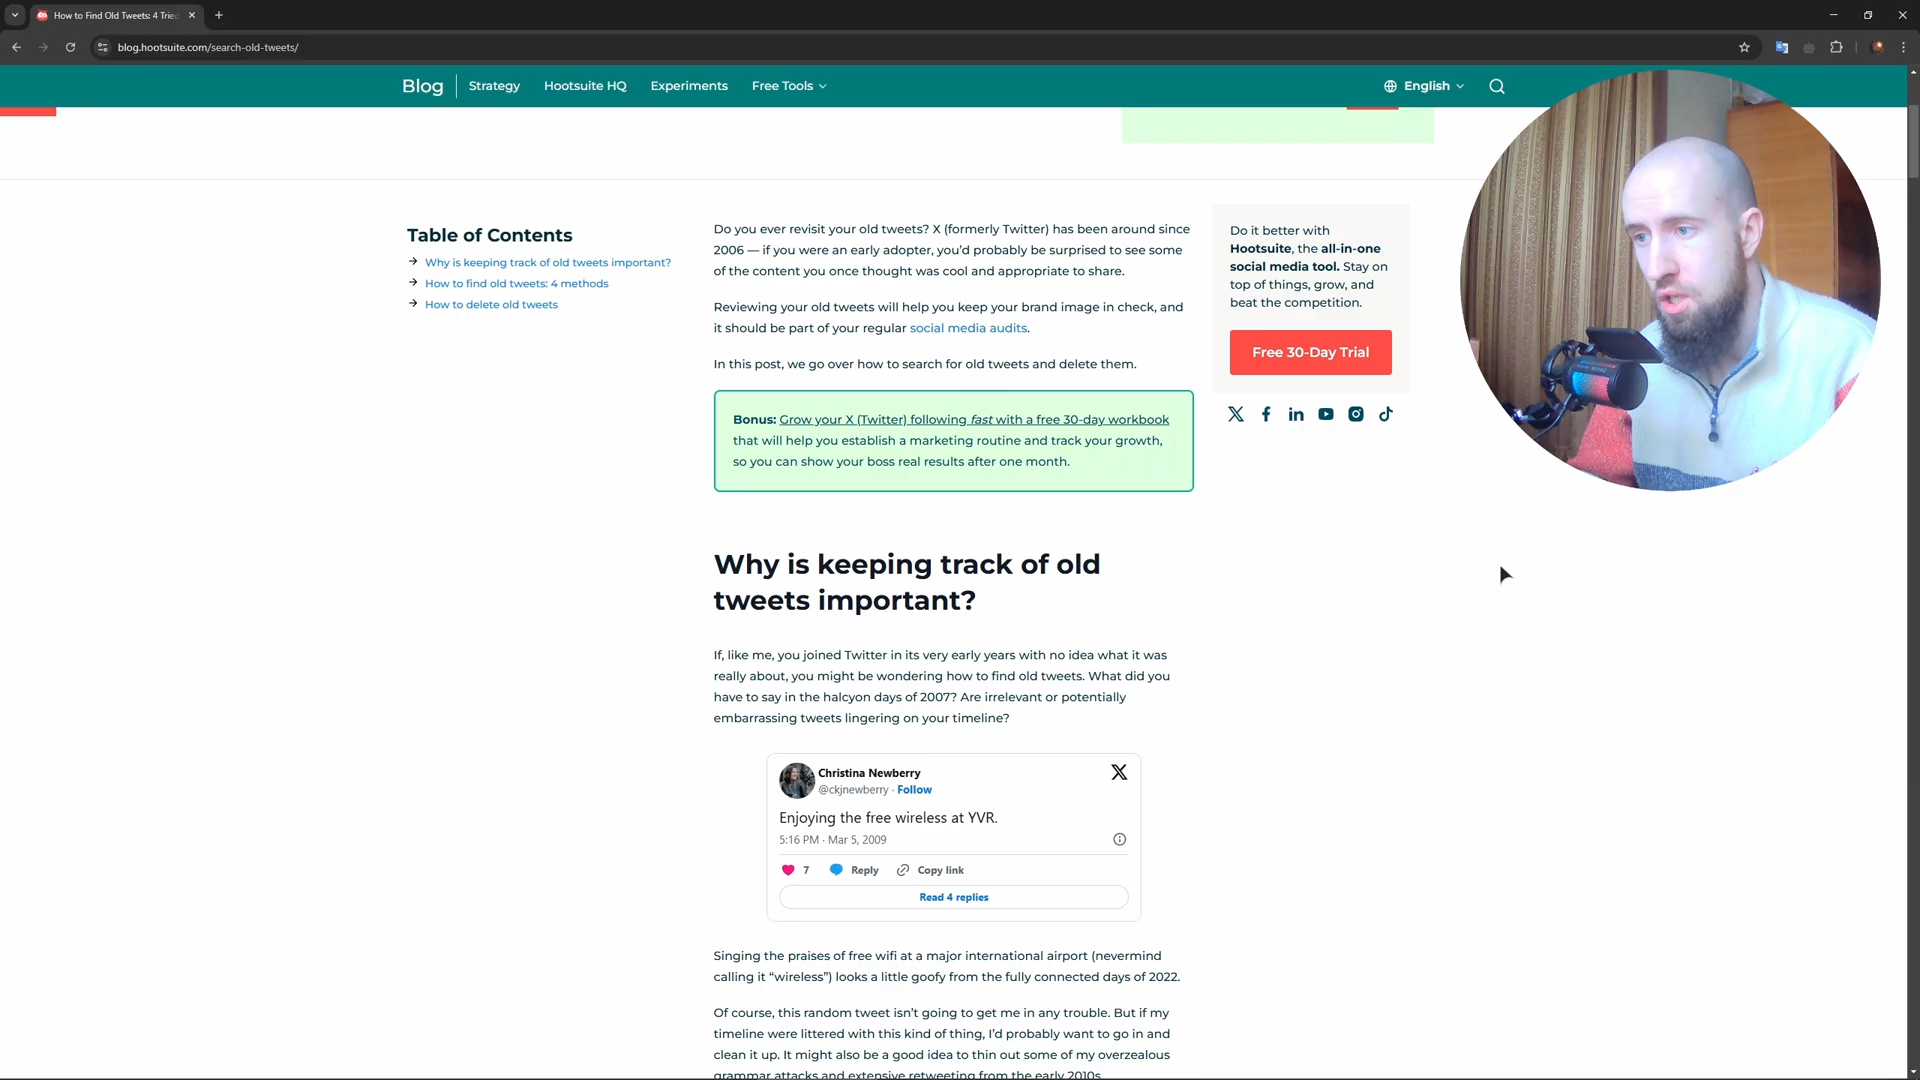 How to Find Old Tweets: 4 Tried
blog.hootsuite.com/search-old-tweets/
Blog
Strategy
Hootsuite HQ
Experiments
Free Tools
English
Table of Contents
Why is keeping track of old tweets important?
How to find old tweets: 4 methods
How to delete old tweets
Do you ever revisit your old tweets? X (formerly Twitter) has been around since
2006 — if you were an early adopter, you’d probably be surprised to see some
of the content you once thought was cool and appropriate to share.
Reviewing your old tweets will help you keep your brand image in check, and
it should be part of your regular social media audits.
In this post, we go over how to search for old tweets and delete them.
Bonus: Grow your X (Twitter) following fast with a free 30-day workbook
that will help you establish a marketing routine and track your growth,
so you can show your boss real results after one month.
Do it better with
Hootsuite, the all-in-one
social media tool. Stay on
top of things, grow, and
beat the competition.
Free 30-Day Trial
Why is keeping track of old
tweets important?
If, like me, you joined Twitter in its very early years with no idea what it was
really about, you might be wondering how to find old tweets. What did you
have to say in the halcyon days of 2007? Are irrelevant or potentially
embarrassing tweets lingering on your timeline?
Christina Newberry
@ckjnewberry · Follow
Enjoying the free wireless at YVR.
5:16 PM · Mar 5, 2009
7 Reply Copy link
Read 4 replies
Singing the praises of free wifi at a major international airport (nevermind
calling it “wireless”) looks a little goofy from the fully connected days of 2022.
Of course, this random tweet isn’t going to get me in any trouble. But if my
timeline were littered with this kind of thing, I’d probably want to go in and
clean it up. It might also be a good idea to thin out some of my overzealous
grammar attacks and extensive retweeting from the early 2010s.